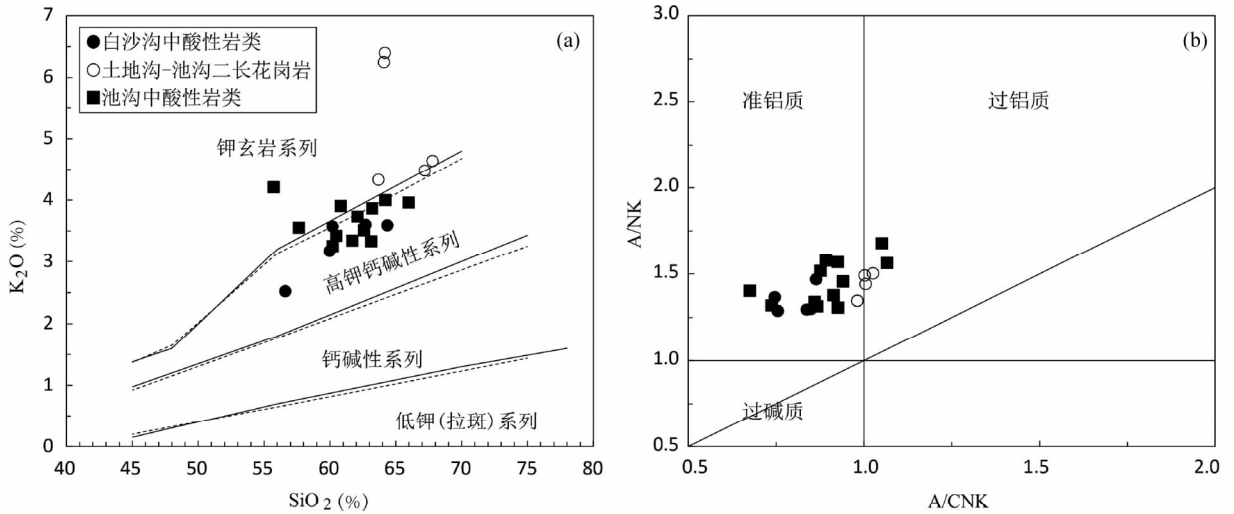 7
6
5
4
3
2
1
0
K2O (%)
40
45
50
55
60
65
70
75
80
SiO2 (%)
(a)
白沙沟中酸性岩类
土地沟-池沟二长花岗岩
池沟中酸性岩类
钾玄岩系列
高钾钙碱性系列
钙碱性系列
低钾(拉斑)系列
3.0
2.5
2.0
1.5
1.0
0.5
A/NK
0.5
1.0
1.0
2.0
A/CNK
(b)
准铝质
过铝质
过碱质